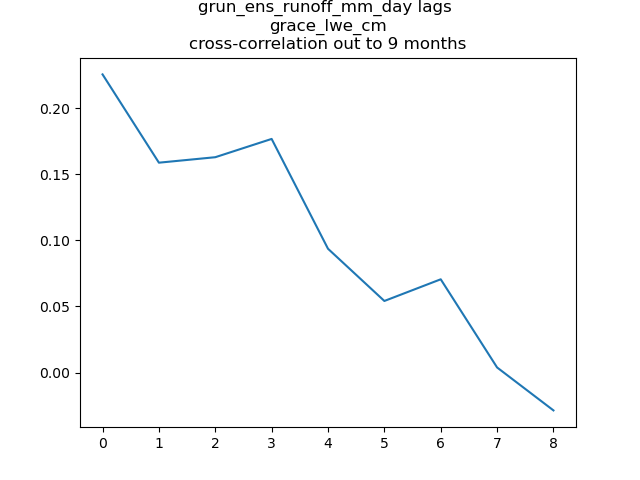 grun_ens_runoff_mm_day lags
grace_lwe_cm
cross-correlation out to 9 months
0.20
0.15
0.10
0.05
0.00
0 1 2 3 4 5 6 7 8